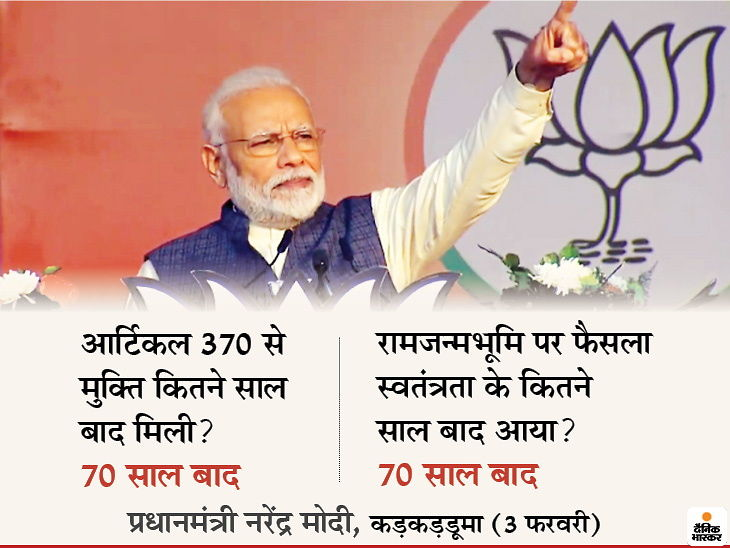 आर्टिकल 370 से
मुक्ति कितने साल
बाद मिली?
70 साल बाद
रामजन्मभूमि पर फैसला
स्वतंत्रता के कितने
साल बाद आया?
70 साल बाद
प्रधानमंत्री नरेंद्र मोदी, कड़कड़डूमा (3 फरवरी)
दैनिक
भास्कर